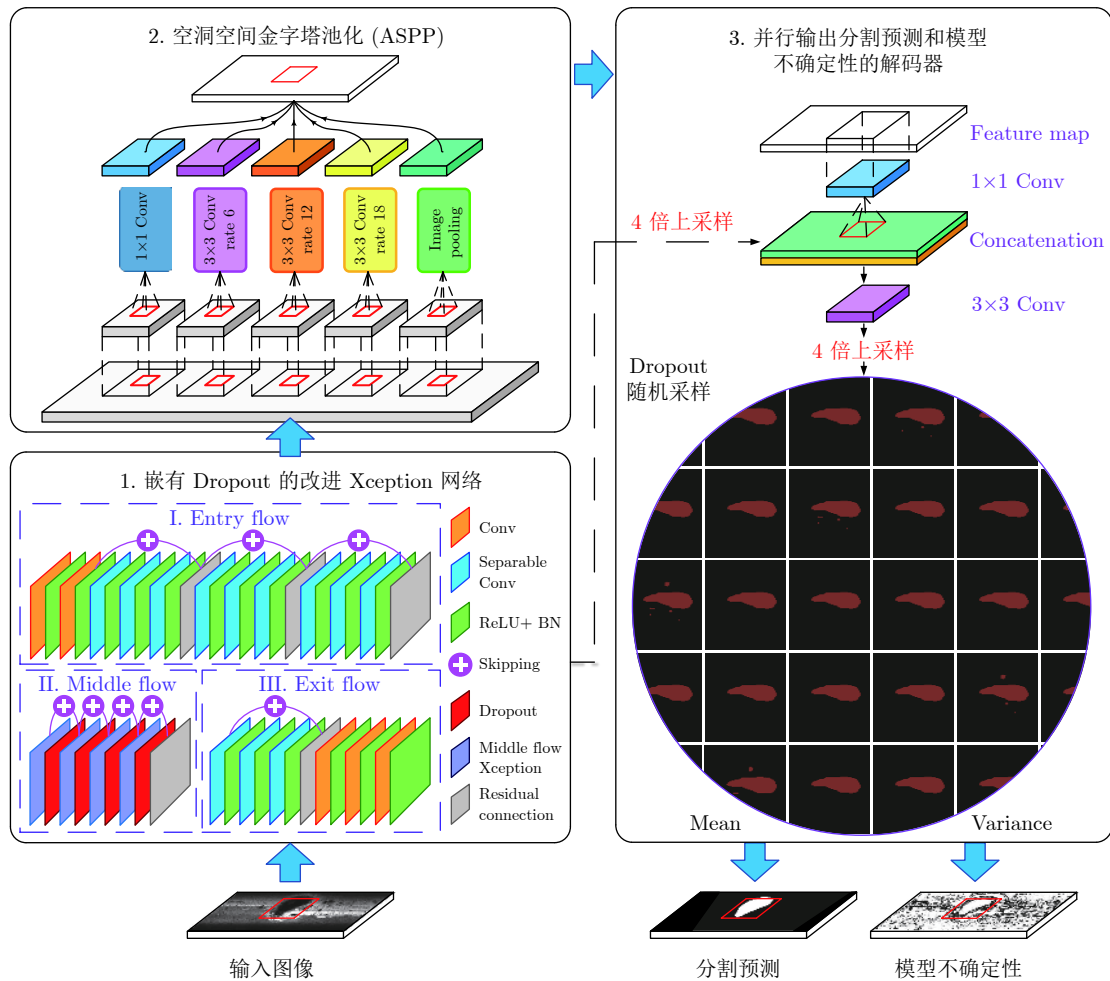 2. 空洞空间金字塔池化 (ASPP)
1×1 Conv
3×3 Conv
rate 6
3×3 Conv
rate 12
3×3 Conv
rate 18
Image
pooling
1. 嵌有 Dropout 的改进 Xception 网络
I. Entry flow
II. Middle flow
III. Exit flow
Conv
Separable
Conv
ReLU+ BN
Skipping
Dropout
Middle flow
Xception
Residual
connection
输入图像
3. 并行输出分割预测和模型
不确定性的解码器
Feature map
1×1 Conv
4 倍上采样
Concatenation
3×3 Conv
4 倍上采样
Dropout
随机采样
Mean
Variance
分割预测
模型不确定性